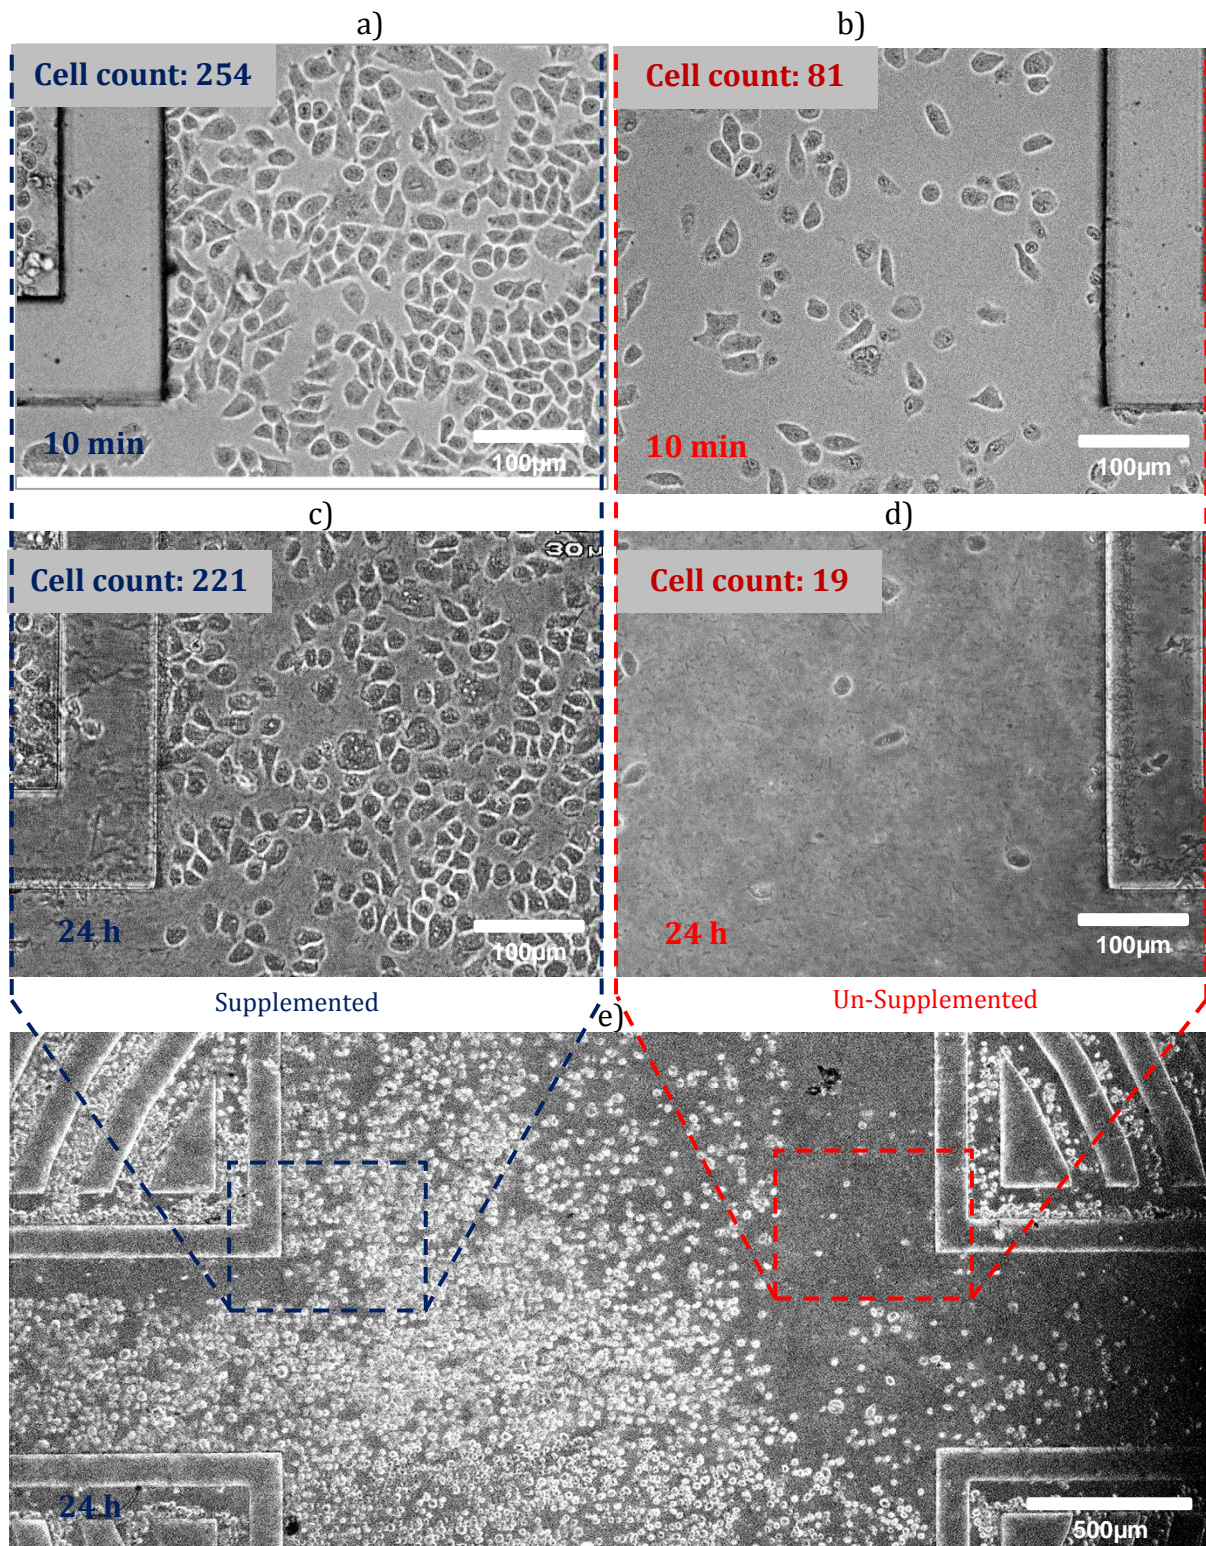 a)
b)
Cell count: 254
Cell count: 81
10 min
100µm
10 min
100µm
c)
d)
30 µ
Cell count: 221
Cell count: 19
24 h
100µm
24 h
100µm
Supplemented
Un-Supplemented
e)
24 h
500µm